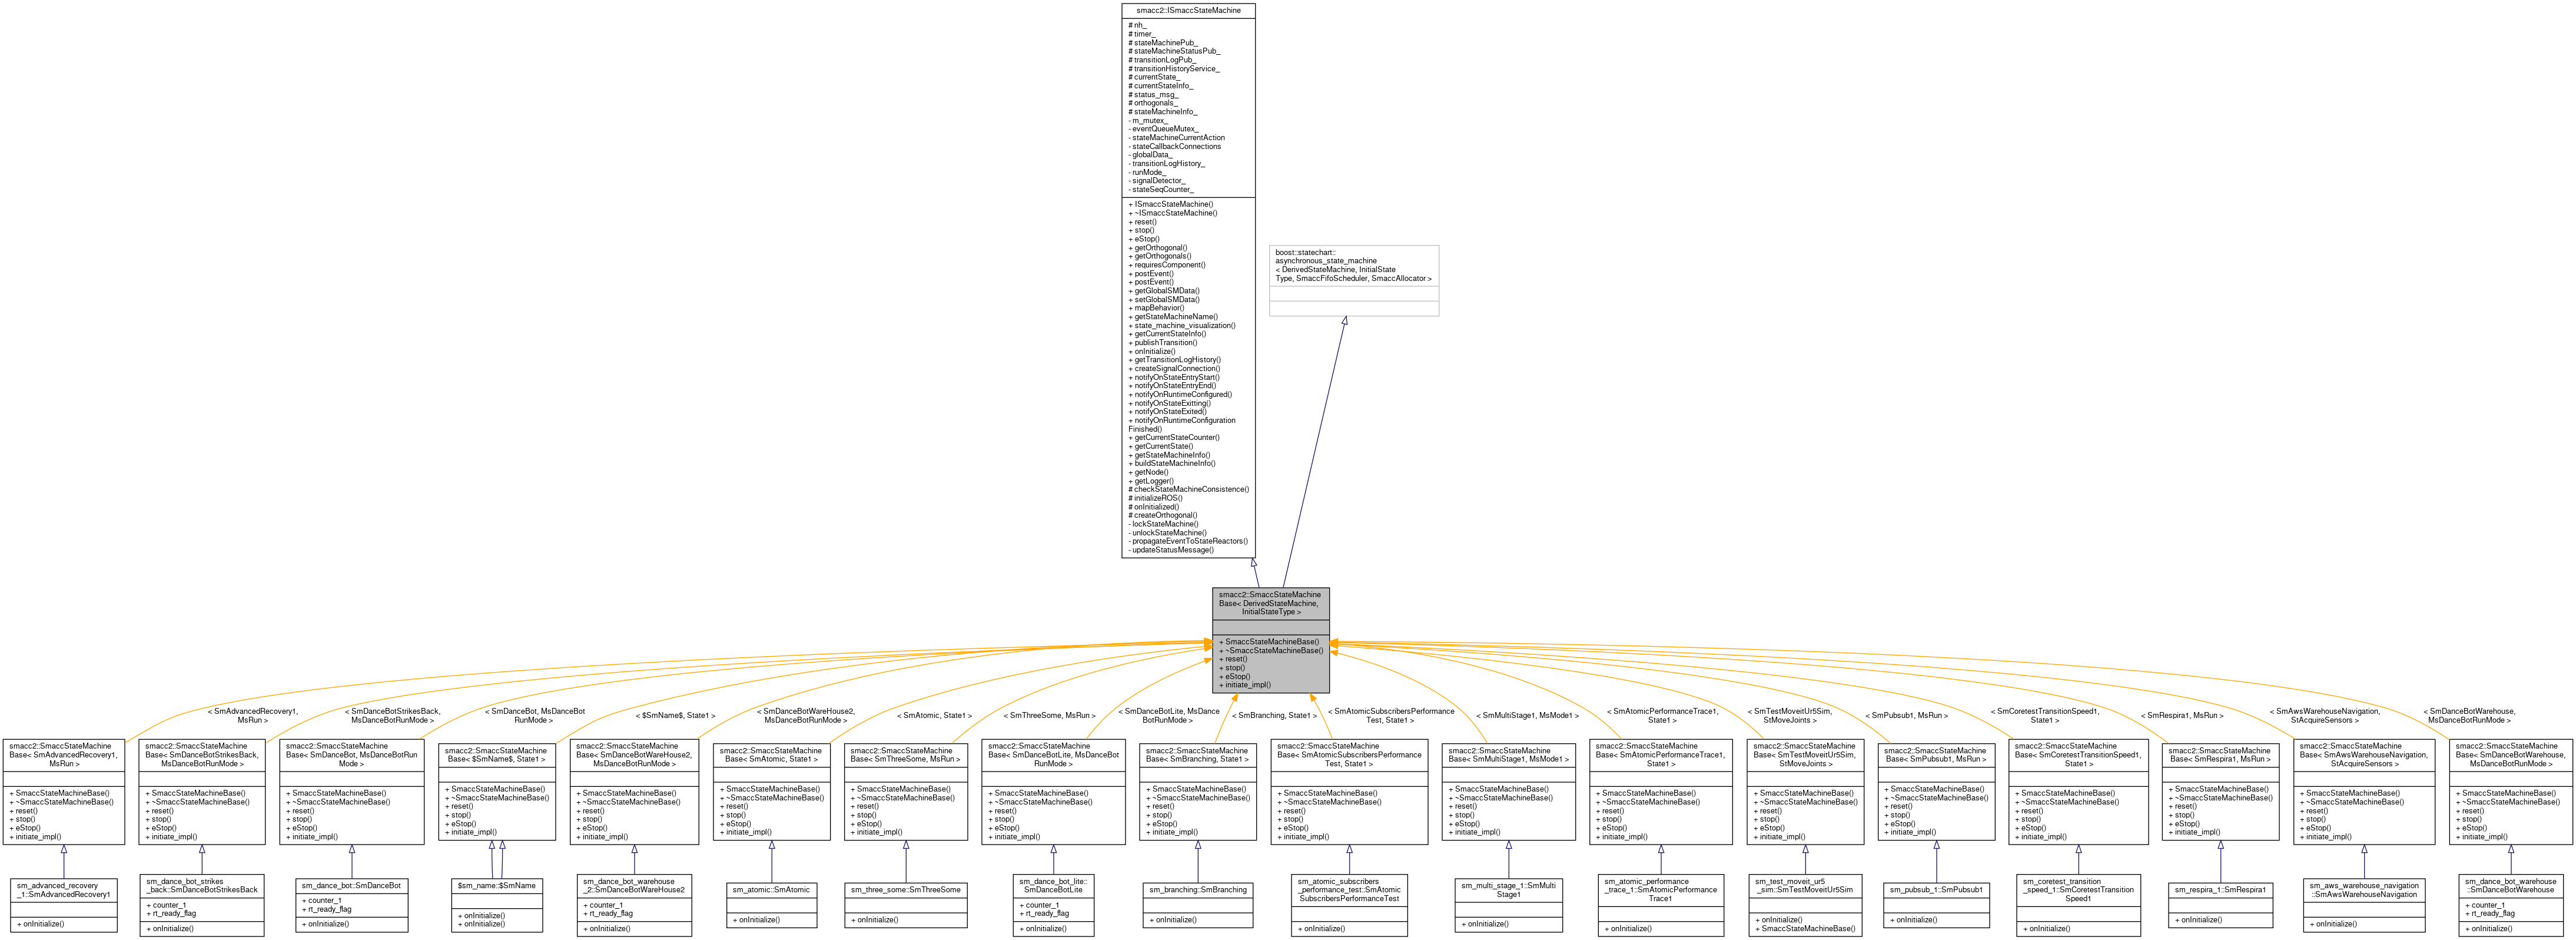 smacc2::ISmaccStateMachine
# nh_
# timer_
# stateMachinePub_
# stateMachineStatusPub_
# transitionLogPub_
# transitionHistoryService_
# currentState_
# currentStateInfo_
# status_msg_
# orthogonals_
# stateMachineInfo_
- m_mutex_
- eventQueueMutex_
- stateMachineCurrentAction
- stateCallbackConnections
- globalData_
- transitionLogHistory_
- runMode_
- signalDetector_
- stateSeqCounter_
+ ISmaccStateMachine()
+ ~ISmaccStateMachine()
+ reset()
+ stop()
+ eStop()
+ getOrthogonal()
+ getOrthogonals()
+ requiresComponent()
+ postEvent()
+ postEvent()
+ getGlobalSMData()
+ setGlobalSMData()
+ mapBehavior()
+ getStateMachineName()
+ state_machine_visualization()
+ getCurrentStateInfo()
+ publishTransition()
+ onInitialize()
+ getTransitionLogHistory()
+ createSignalConnection()
+ notifyOnStateEntryStart()
+ notifyOnStateEntryEnd()
+ notifyOnRuntimeConfigured()
+ notifyOnStateExitting()
+ notifyOnStateExited()
+ notifyOnRuntimeConfiguration
Finished()
+ getCurrentStateCounter()
+ getCurrentState()
+ getStateMachineInfo()
+ buildStateMachineInfo()
+ getNode()
+ getLogger()
# checkStateMachineConsistence()
# initializeROS()
# onInitialized()
# createOrthogonal()
- lockStateMachine()
- unlockStateMachine()
- propagateEventToStateReactors()
- updateStatusMessage()
boost::statechart::
asynchronous_state_machine
< DerivedStateMachine, InitialState
Type, SmaccFifoScheduler, SmaccAllocator >
smacc2::SmaccStateMachine
Base< DerivedStateMachine,
InitialStateType >
+ SmaccStateMachineBase()
+ ~SmaccStateMachineBase()
+ reset()
+ stop()
+ eStop()
+ initiate_impl()
< SmAdvancedRecovery1,
MsRun >
< SmDanceBotStrikesBack,
MsDanceBotRunMode >
< SmDanceBot, MsDanceBot
RunMode >
< $SmName$, State1 >
< SmDanceBotWareHouse2,
MsDanceBotRunMode >
< SmAtomic, State1 >
< SmThreeSome, MsRun >
< SmDanceBotLite, MsDance
BotRunMode >
< SmBranching, State1 >
< SmAtomicSubscribersPerformance
Test, State1 >
< SmMultiStage1, MsMode1 >
< SmAtomicPerformanceTrace1,
State1 >
< SmTestMoveitUr5Sim,
StMoveJoints >
< SmPubsub1, MsRun >
< SmCoretestTransitionSpeed1,
State1 >
< SmRespira1, MsRun >
< SmAwsWarehouseNavigation,
StAcquireSensors >
< SmDanceBotWarehouse,
MsDanceBotRunMode >
smacc2::SmaccStateMachine
Base< SmAdvancedRecovery1,
MsRun >
+ SmaccStateMachineBase()
+ ~SmaccStateMachineBase()
+ reset()
+ stop()
+ eStop()
+ initiate_impl()
smacc2::SmaccStateMachine
Base< SmDanceBotStrikesBack,
MsDanceBotRunMode >
+ SmaccStateMachineBase()
+ ~SmaccStateMachineBase()
+ reset()
+ stop()
+ eStop()
+ initiate_impl()
smacc2::SmaccStateMachine
Base< SmDanceBot, MsDanceBotRun
Mode >
+ SmaccStateMachineBase()
+ ~SmaccStateMachineBase()
+ reset()
+ stop()
+ eStop()
+ initiate_impl()
smacc2::SmaccStateMachine
Base< $SmName$, State1 >
+ SmaccStateMachineBase()
+ ~SmaccStateMachineBase()
+ reset()
+ stop()
+ eStop()
+ initiate_impl()
smacc2::SmaccStateMachine
Base< SmDanceBotWareHouse2,
MsDanceBotRunMode >
+ SmaccStateMachineBase()
+ ~SmaccStateMachineBase()
+ reset()
+ stop()
+ eStop()
+ initiate_impl()
smacc2::SmaccStateMachine
Base< SmAtomic, State1 >
+ SmaccStateMachineBase()
+ ~SmaccStateMachineBase()
+ reset()
+ stop()
+ eStop()
+ initiate_impl()
smacc2::SmaccStateMachine
Base< SmThreeSome, MsRun >
+ SmaccStateMachineBase()
+ ~SmaccStateMachineBase()
+ reset()
+ stop()
+ eStop()
+ initiate_impl()
smacc2::SmaccStateMachine
Base< SmDanceBotLite, MsDanceBot
RunMode >
+ SmaccStateMachineBase()
+ ~SmaccStateMachineBase()
+ reset()
+ stop()
+ eStop()
+ initiate_impl()
smacc2::SmaccStateMachine
Base< SmBranching, State1 >
+ SmaccStateMachineBase()
+ ~SmaccStateMachineBase()
+ reset()
+ stop()
+ eStop()
+ initiate_impl()
smacc2::SmaccStateMachine
Base< SmAtomicSubscribersPerformance
Test, State1 >
+ SmaccStateMachineBase()
+ ~SmaccStateMachineBase()
+ reset()
+ stop()
+ eStop()
+ initiate_impl()
smacc2::SmaccStateMachine
Base< SmMultiStage1, MsMode1 >
+ SmaccStateMachineBase()
+ ~SmaccStateMachineBase()
+ reset()
+ stop()
+ eStop()
+ initiate_impl()
smacc2::SmaccStateMachine
Base< SmAtomicPerformanceTrace1,
State1 >
+ SmaccStateMachineBase()
+ ~SmaccStateMachineBase()
+ reset()
+ stop()
+ eStop()
+ initiate_impl()
smacc2::SmaccStateMachine
Base< SmTestMoveitUr5Sim,
StMoveJoints >
+ SmaccStateMachineBase()
+ ~SmaccStateMachineBase()
+ reset()
+ stop()
+ eStop()
+ initiate_impl()
smacc2::SmaccStateMachine
Base< SmPubsub1, MsRun >
+ SmaccStateMachineBase()
+ ~SmaccStateMachineBase()
+ reset()
+ stop()
+ eStop()
+ initiate_impl()
smacc2::SmaccStateMachine
Base< SmCoretestTransitionSpeed1,
State1 >
+ SmaccStateMachineBase()
+ ~SmaccStateMachineBase()
+ reset()
+ stop()
+ eStop()
+ initiate_impl()
smacc2::SmaccStateMachine
Base< SmRespira1, MsRun >
+ SmaccStateMachineBase()
+ ~SmaccStateMachineBase()
+ reset()
+ stop()
+ eStop()
+ initiate_impl()
smacc2::SmaccStateMachine
Base< SmAwsWarehouseNavigation,
StAcquireSensors >
+ SmaccStateMachineBase()
+ ~SmaccStateMachineBase()
+ reset()
+ stop()
+ eStop()
+ initiate_impl()
smacc2::SmaccStateMachine
Base< SmDanceBotWarehouse,
MsDanceBotRunMode >
+ SmaccStateMachineBase()
+ ~SmaccStateMachineBase()
+ reset()
+ stop()
+ eStop()
+ initiate_impl()
sm_advanced_recovery
_1::SmAdvancedRecovery1
+ onInitialize()
sm_dance_bot_strikes
_back::SmDanceBotStrikesBack
+ counter_1
+ rt_ready_flag
+ onInitialize()
sm_dance_bot::SmDanceBot
+ counter_1
+ rt_ready_flag
+ onInitialize()
$sm_name::$SmName
+ onInitialize()
+ onInitialize()
sm_dance_bot_warehouse
_2::SmDanceBotWareHouse2
+ counter_1
+ rt_ready_flag
+ onInitialize()
sm_atomic::SmAtomic
+ onInitialize()
sm_three_some::SmThreeSome
+ onInitialize()
sm_dance_bot_lite::
SmDanceBotLite
+ counter_1
+ rt_ready_flag
+ onInitialize()
sm_branching::SmBranching
+ onInitialize()
sm_atomic_subscribers
_performance_test::SmAtomic
SubscribersPerformanceTest
+ onInitialize()
sm_multi_stage_1::SmMulti
Stage1
+ onInitialize()
sm_atomic_performance
_trace_1::SmAtomicPerformance
Trace1
+ onInitialize()
sm_test_moveit_ur5
_sim::SmTestMoveitUr5Sim
+ onInitialize()
+ SmaccStateMachineBase()
sm_pubsub_1::SmPubsub1
+ onInitialize()
sm_coretest_transition
_speed_1::SmCoretestTransition
Speed1
+ onInitialize()
sm_respira_1::SmRespira1
+ onInitialize()
sm_aws_warehouse_navigation
::SmAwsWarehouseNavigation
+ onInitialize()
sm_dance_bot_warehouse
::SmDanceBotWarehouse
+ counter_1
+ rt_ready_flag
+ onInitialize()